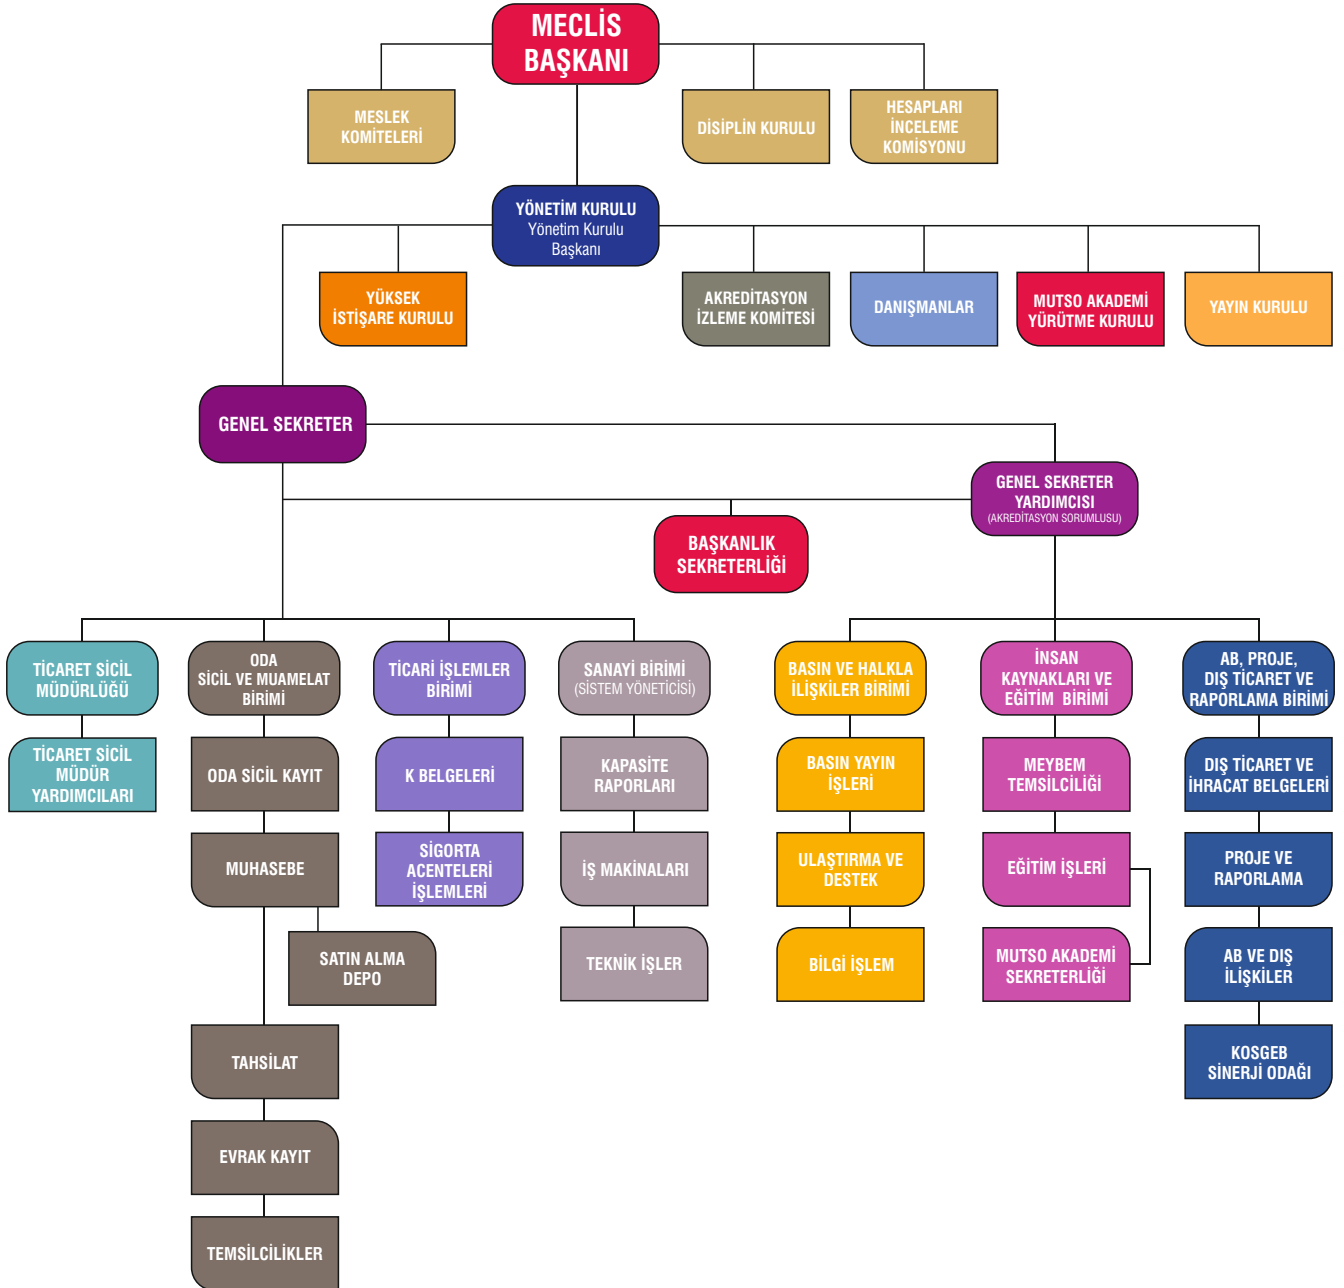 MECLİS
BAŞKANI
MESLEK
KOMİTELERİ
DİSİPLİN KURULU
HESAPLARI
İNCELEME
KOMİSYONU
YÖNETİM KURULU
Yönetim Kurulu
Başkanı
YÜKSEK
İSTİŞARE KURULU
AKREDİTASYON
İZLEME KOMİTESİ
DANIŞMANLAR
MUTSO AKADEMİ
YÜRÜTME KURULU
YAYIN KURULU
GENEL SEKRETER
GENEL SEKRETER
YARDIMCISI
(AKREDİTASYON SORUMLUSU)
BAŞKANLIK
SEKRETERLİĞİ
TİCARET SİCİL
MÜDÜRLÜĞÜ
ODA
SİCİL VE MUAMELAT
BİRİMİ
TİCARİ İŞLEMLER
BİRİMİ
SANAYİ BİRİMİ
(SİSTEM YÖNETİCİSİ)
BASIN VE HALKLA
İLİŞKİLER BİRİMİ
İNSAN
KAYNAKLARI VE
EĞİTİM BİRİMİ
AB, PROJE,
DIŞ TİCARET VE
RAPORLAMA BİRİMİ
TİCARET SİCİL
MÜDÜR
YARDIMCILARI
ODA SİCİL KAYIT
K BELGELERİ
KAPASİTE
RAPORLARI
BASIN YAYIN
İŞLERİ
MEYBEM
TEMSİLCİLİĞİ
DIŞ TİCARET VE
İHRACAT BELGELERİ
MUHASEBE
SİGORTA
ACENTELERİ
İŞLEMLERİ
İŞ MAKİNALARI
ULAŞTIRMA VE
DESTEK
EĞİTİM İŞLERİ
PROJE VE
RAPORLAMA
SATIN ALMA
DEPO
TEKNİK İŞLER
BİLGİ İŞLEM
MUTSO AKADEMİ
SEKRETERLİĞİ
AB VE DIŞ
İLİŞKİLER
TAHSİLAT
KOSGEB
SİNERJİ ODAĞI
EVRAK KAYIT
TEMSİLCİLİKLER